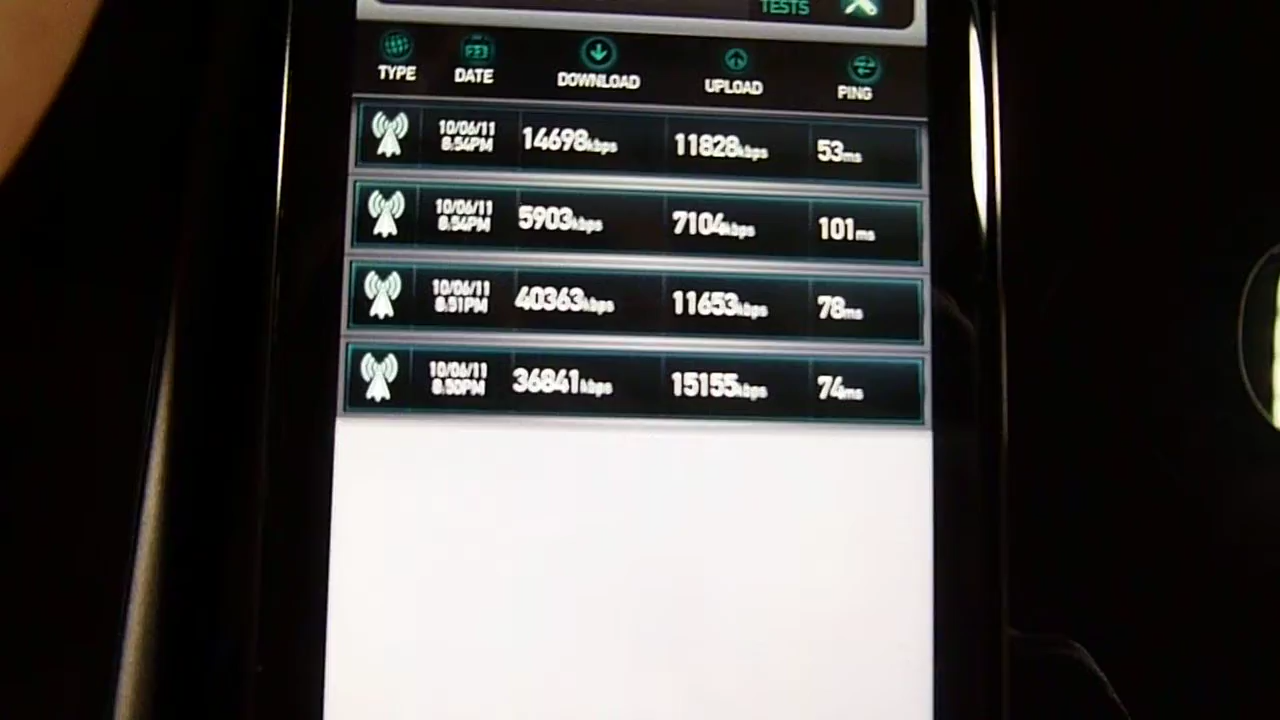 TESTS
TYPE DATE DOWNLOAD UPLOAD PING
10/06/11 8:54PM 14698kbps 11828kbps 53ms
10/06/11 8:54PM 5903kbps 7104kbps 101ms
10/06/11 8:51PM 40363kbps 11653kbps 78ms
10/06/11 8:50PM 36841kbps 15155kbps 74ms